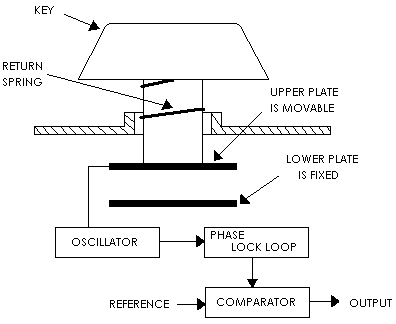 KEY
RETURN
SPRING
UPPER PLATE
IS MOVABLE
LOWER PLATE
IS FIXED
OSCILLATOR
PHASE
LOCK LOOP
REFERENCE
COMPARATOR
OUTPUT